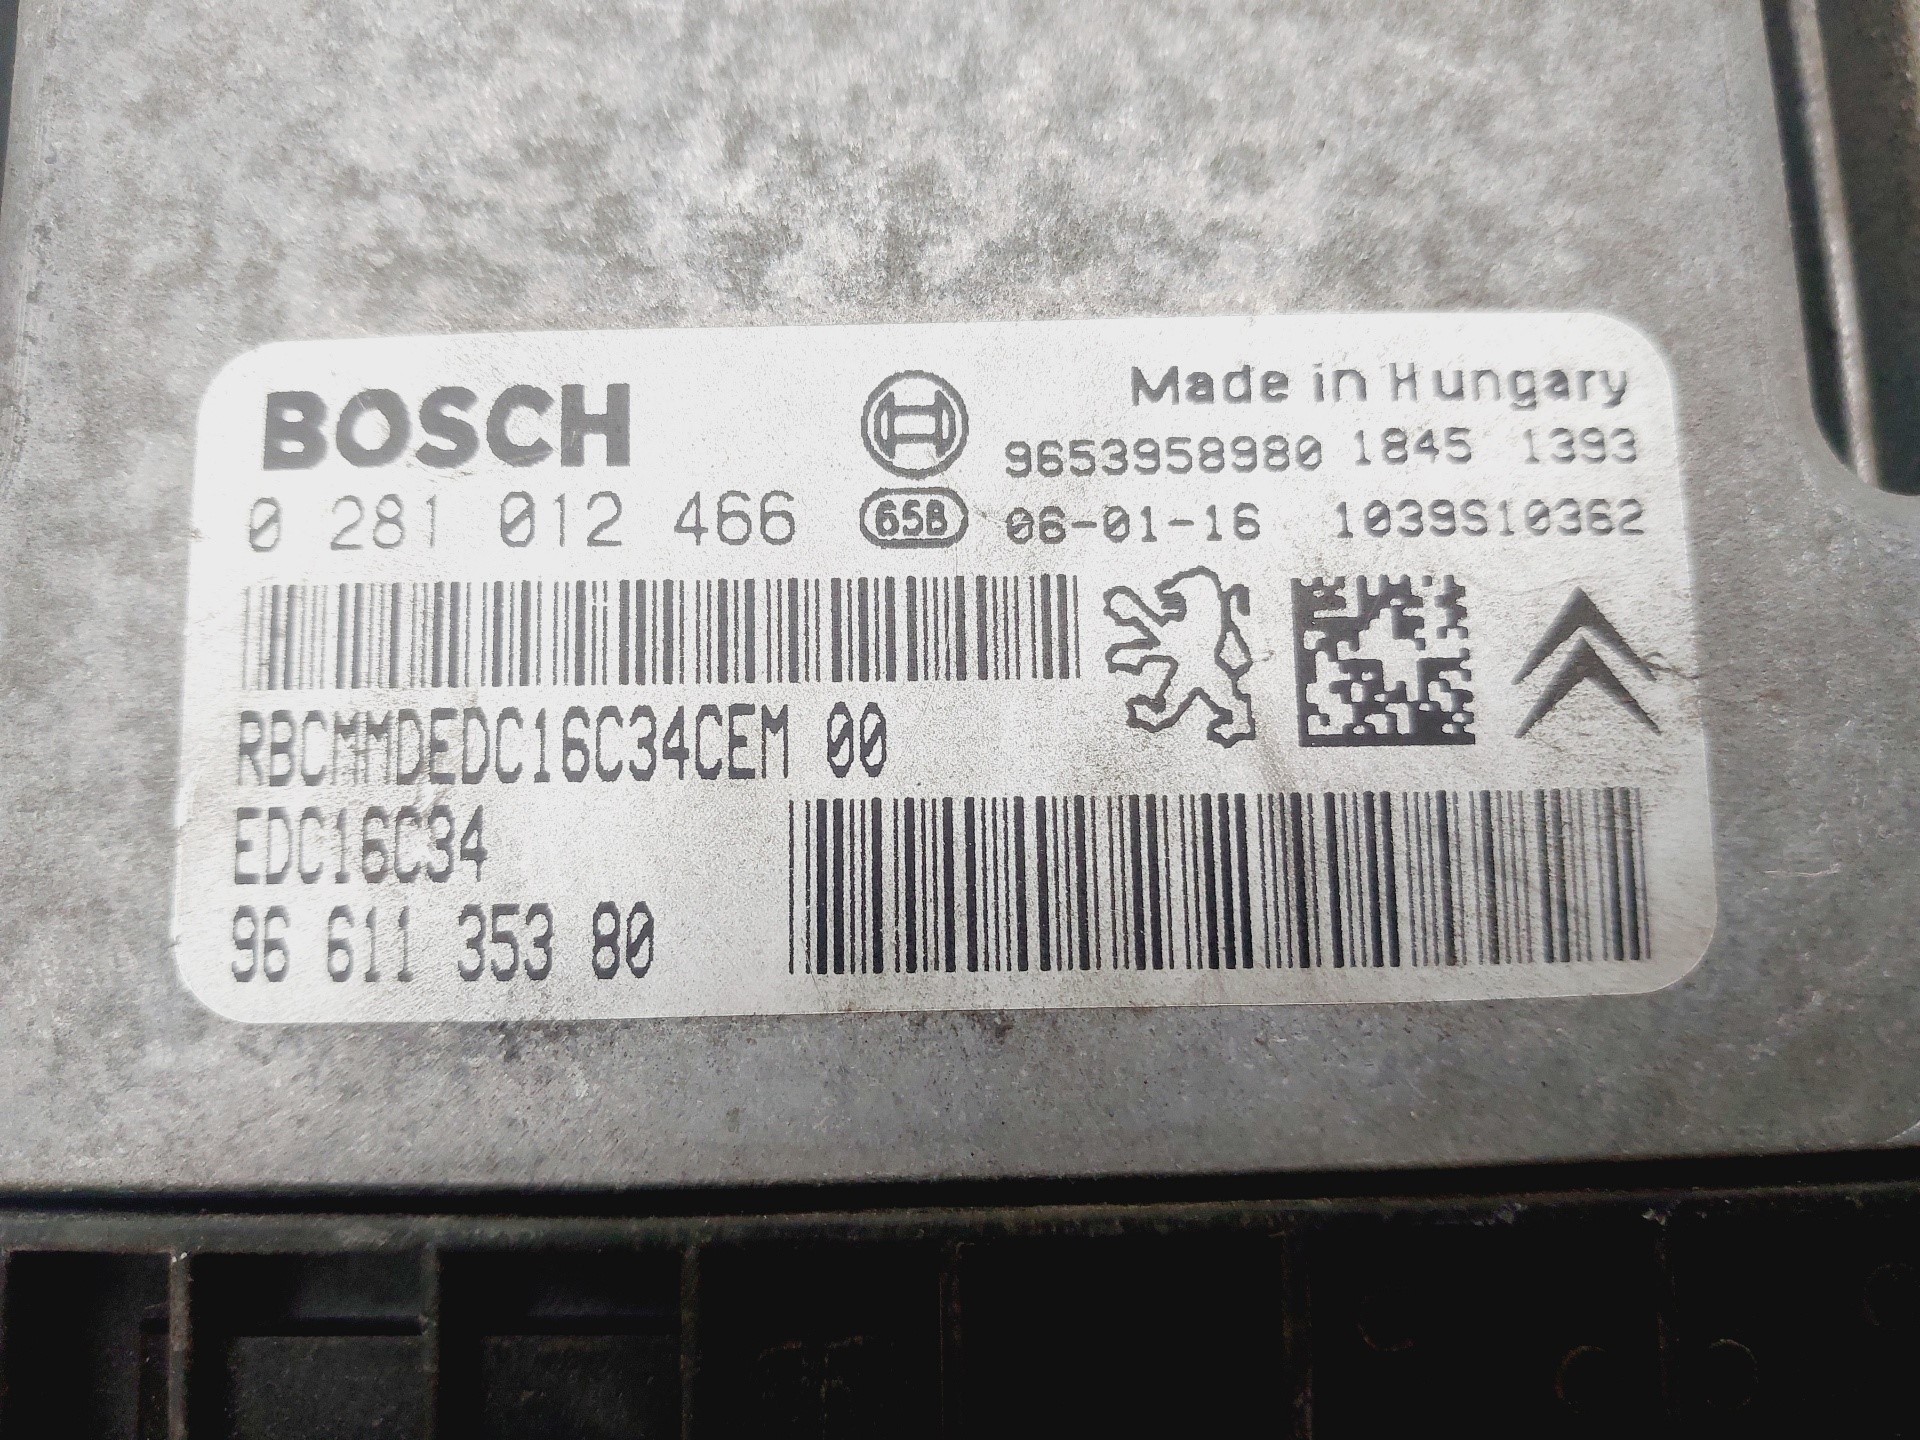 BOSCH
0 281 012 466
658
Made in Hungary
9653958980 1845 1393
06-01-16 1039S10362
RBCMMDEDC16C34CEM 00
EDC16C34
96 611 353 80